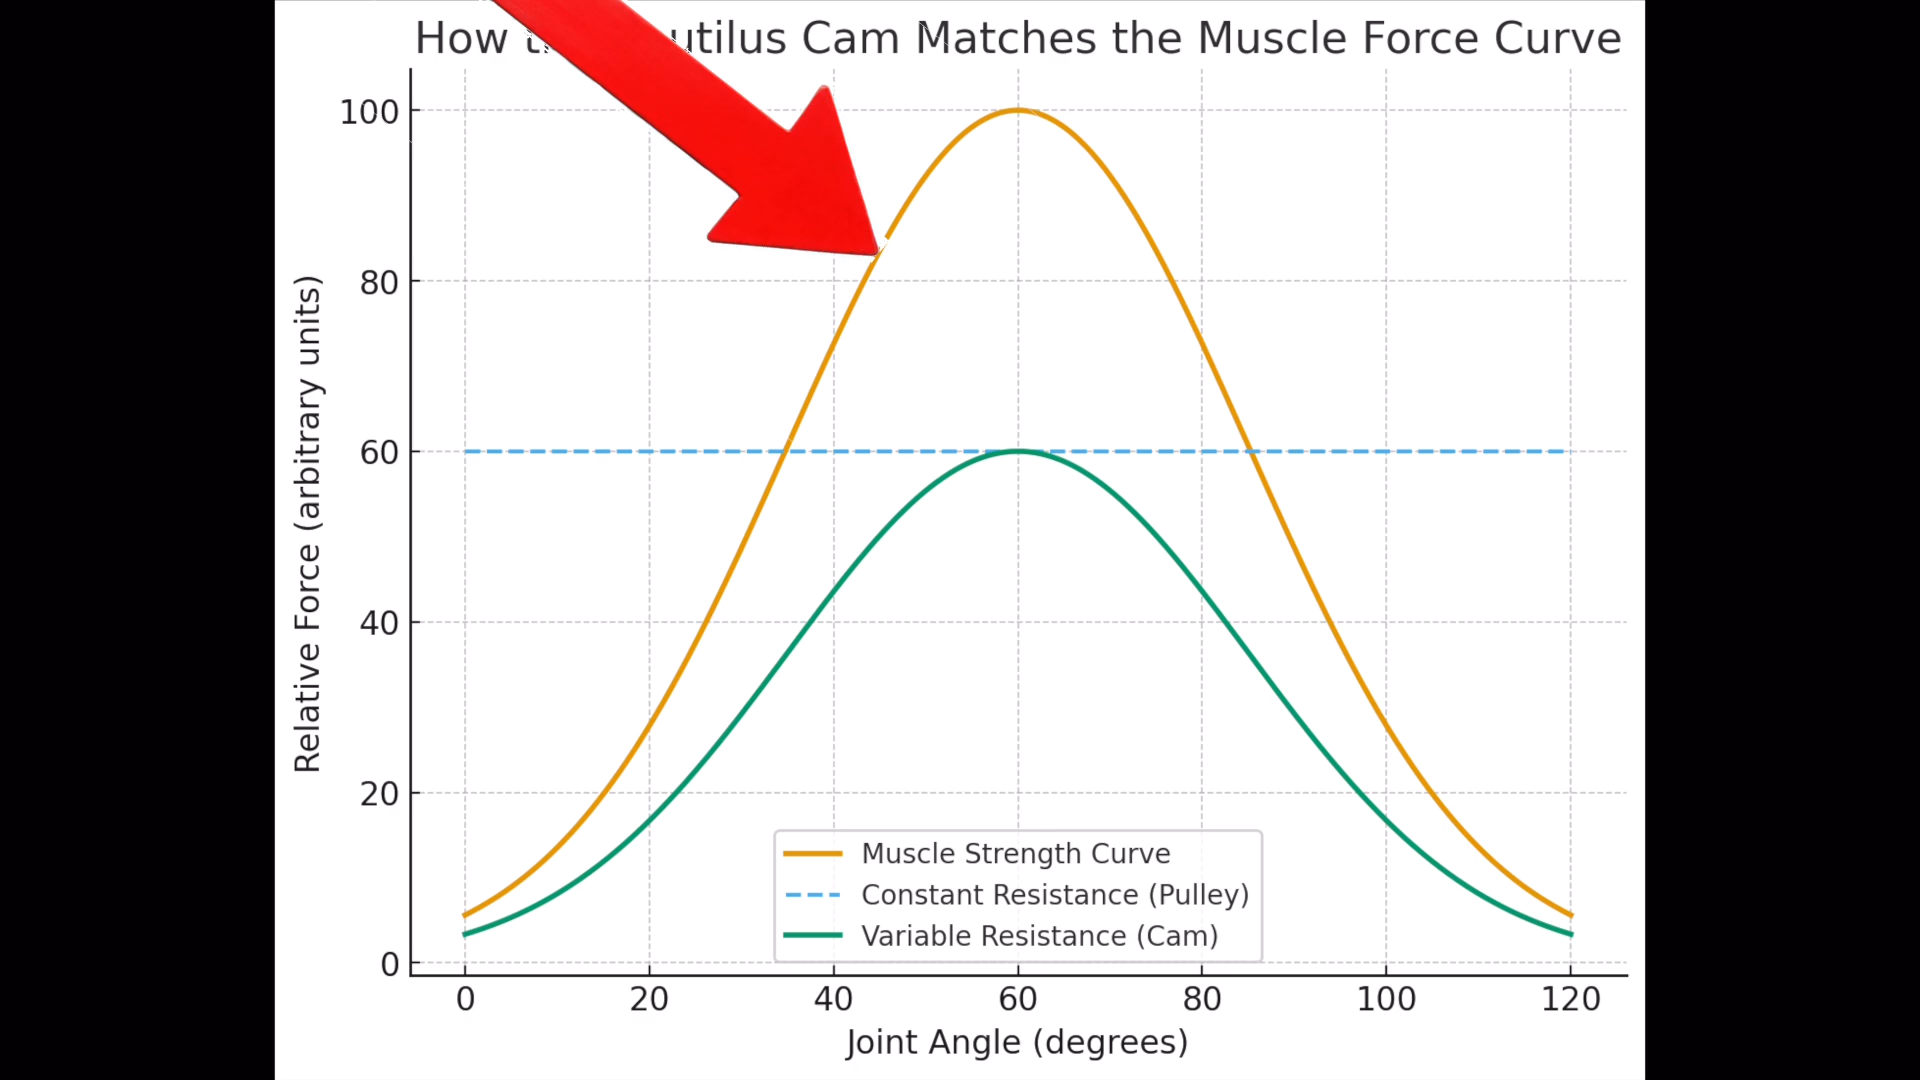 How utilus Cam Matches the Muscle Force Curve
100
80
60
40
20
0
Relative Force (arbitrary units)
Muscle Strength Curve
Constant Resistance (Pulley)
Variable Resistance (Cam)
0 20 40 60 80 100 120
Joint Angle (degrees)